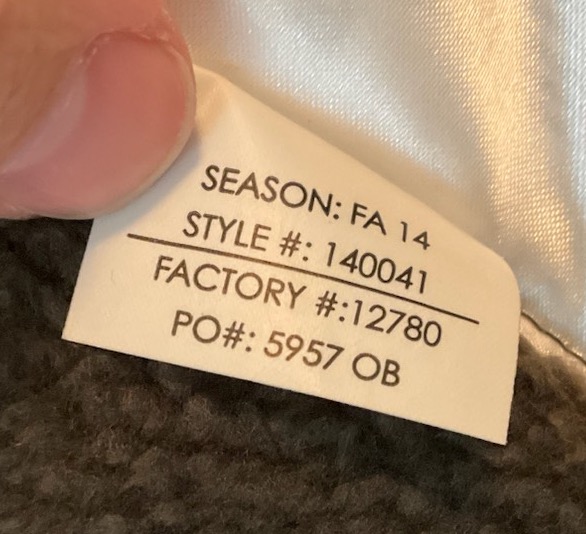 SEASON: FA 14
STYLE #: 140041
FACTORY #:12780
PO#: 5957 OB